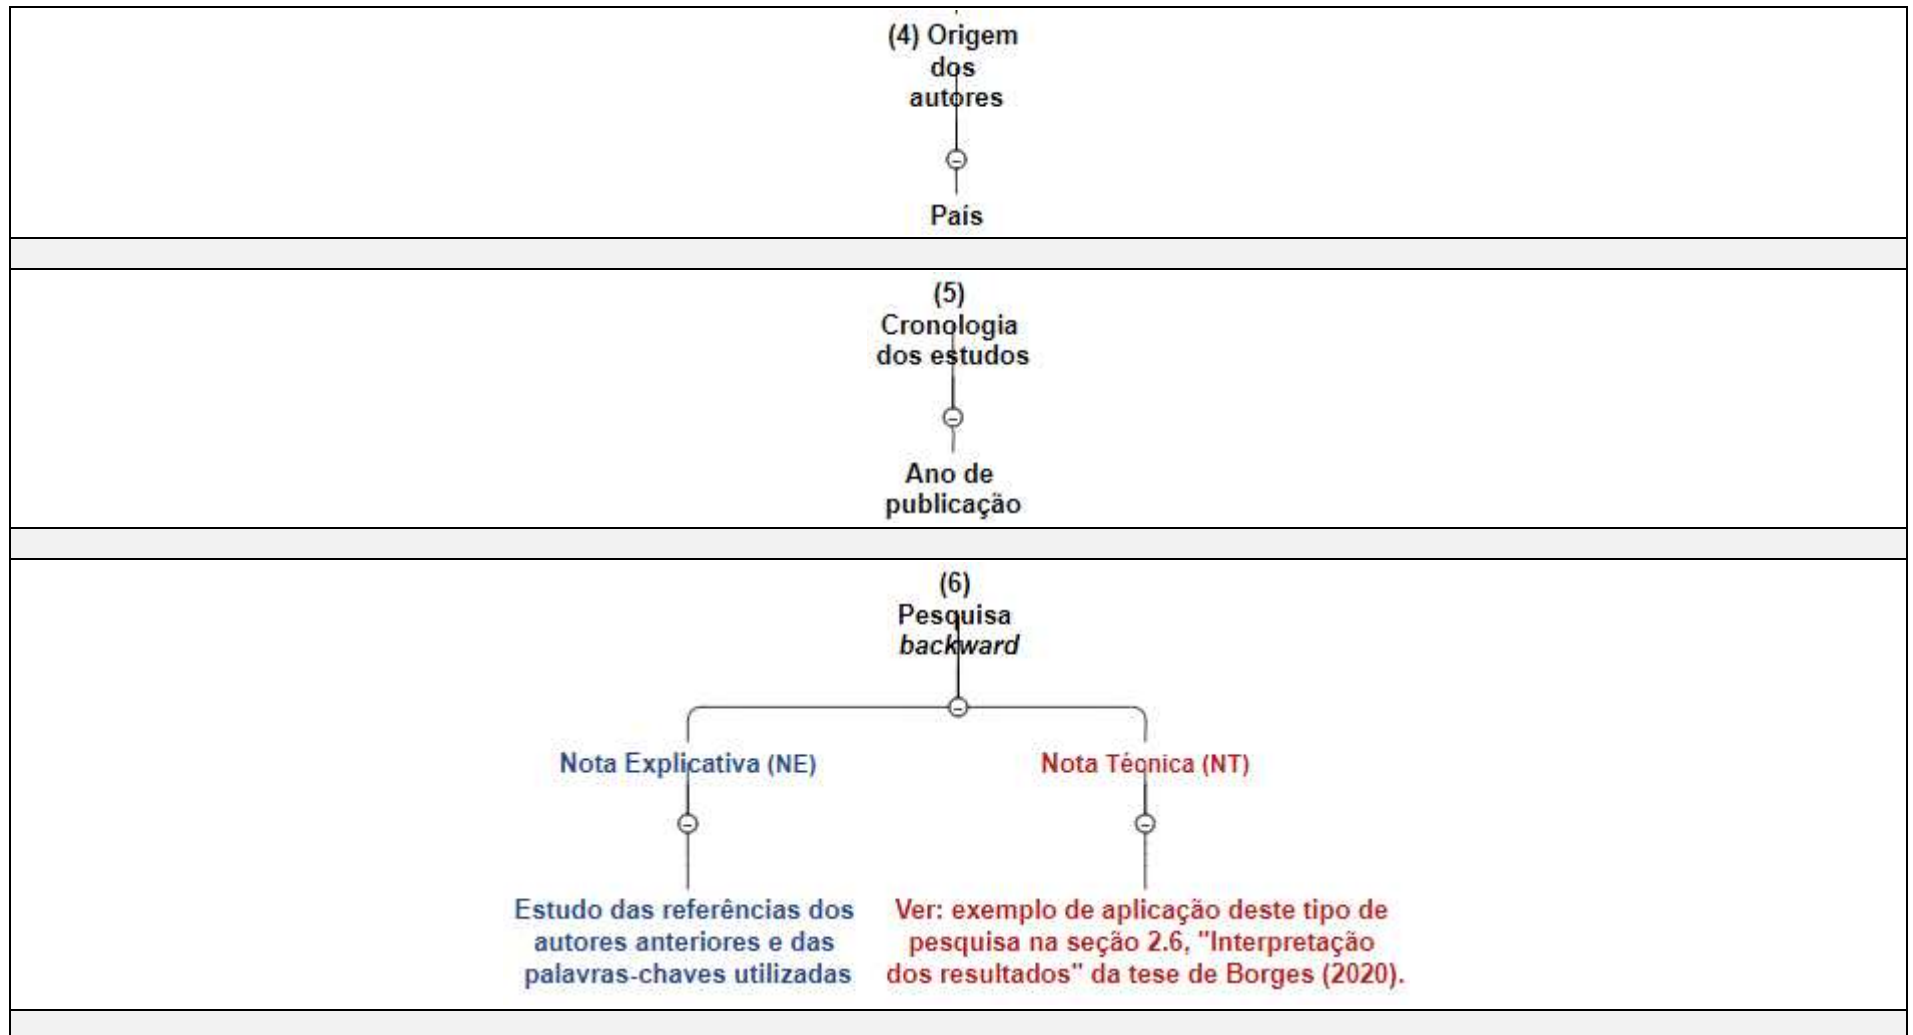 (4) Origem
dos
autores
País
(5)
Cronologia
dos estudos
Ano de
publicação
(6)
Pesquisa
backward
Nota Explicativa (NE)
Nota Técnica (NT)
Estudo das referências dos
autores anteriores e das
palavras-chaves utilizadas
Ver: exemplo de aplicação deste tipo de
pesquisa na seção 2.6, "Interpretação
dos resultados" da tese de Borges (2020).